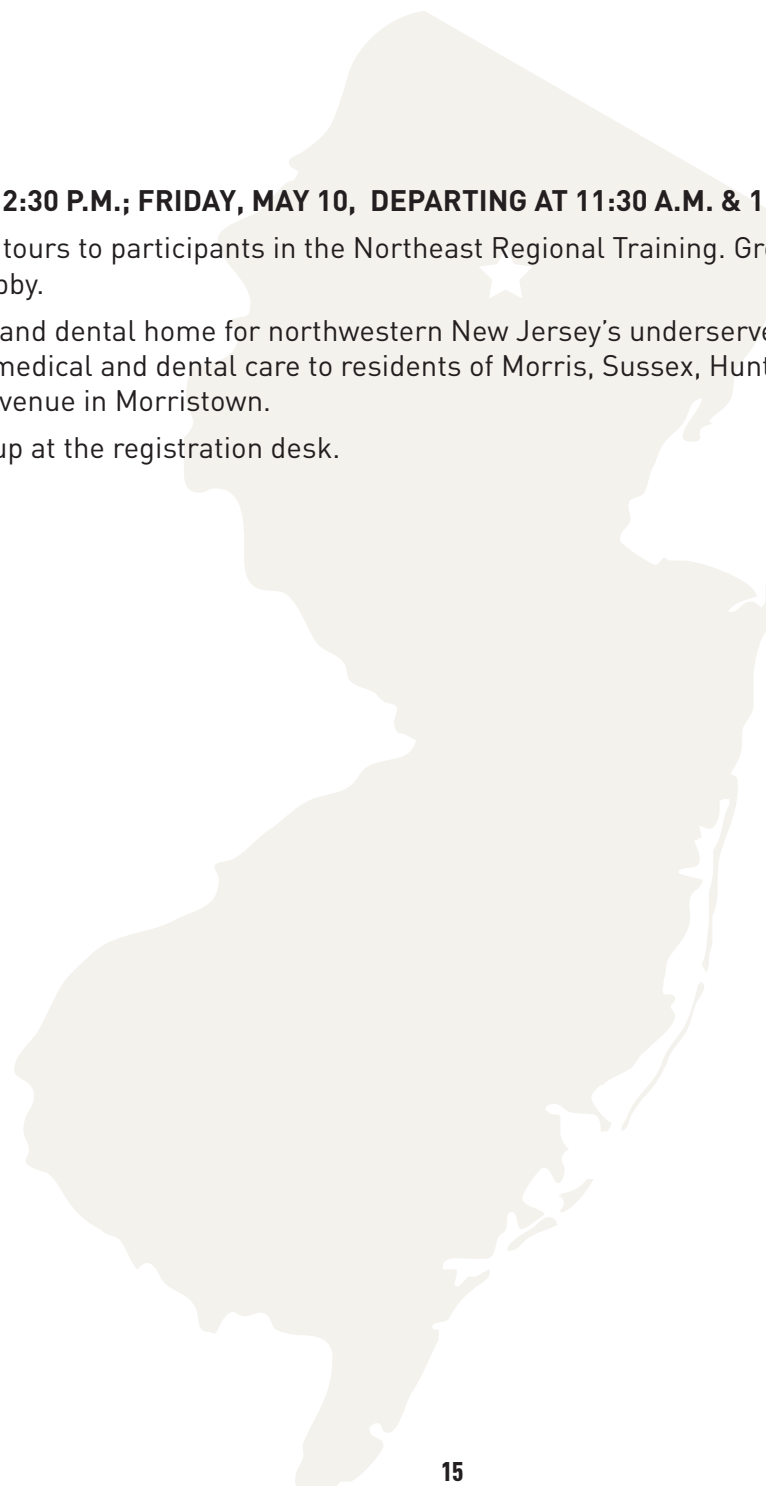 2:30 P.M.; FRIDAY, MAY 10, DEPARTING AT 11:30 A.M. & 1
tours to participants in the Northeast Regional Training. Gr
and dental home for northwestern New Jersey's underserve
medical and dental care to residents of Morris, Sussex, Hunt
venue in Morristown.
up at the registration desk.
15